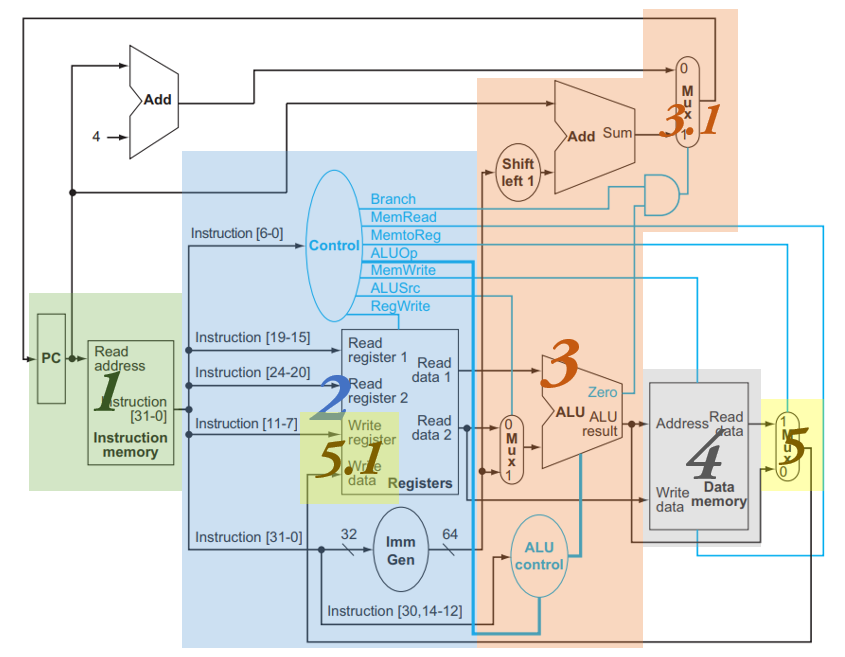 Add
4
Add Sum
0
M
u
x
1
3.1
Shift
left 1
Branch
MemRead
MemtoReg
ALUOp
MemWrite
ALUSrc
RegWrite
Control
Instruction [6-0]
Instruction [19-15]
Instruction [24-20]
Instruction [11-7]
Instruction [31-0]
Instruction [30,14-12]
PC
Read
address
Instruction
[31-0]
Instruction
memory
1
2
Read
register 1
Read
register 2
Write
register
Write
data
Read
data 1
Read
data 2
Registers
5.1
32
Imm
Gen
64
0
M
u
x
1
3
Zero
ALU
ALU
result
ALU
control
Address
Read
data
Write
data
Data
memory
4
1
M
u
x
0
5